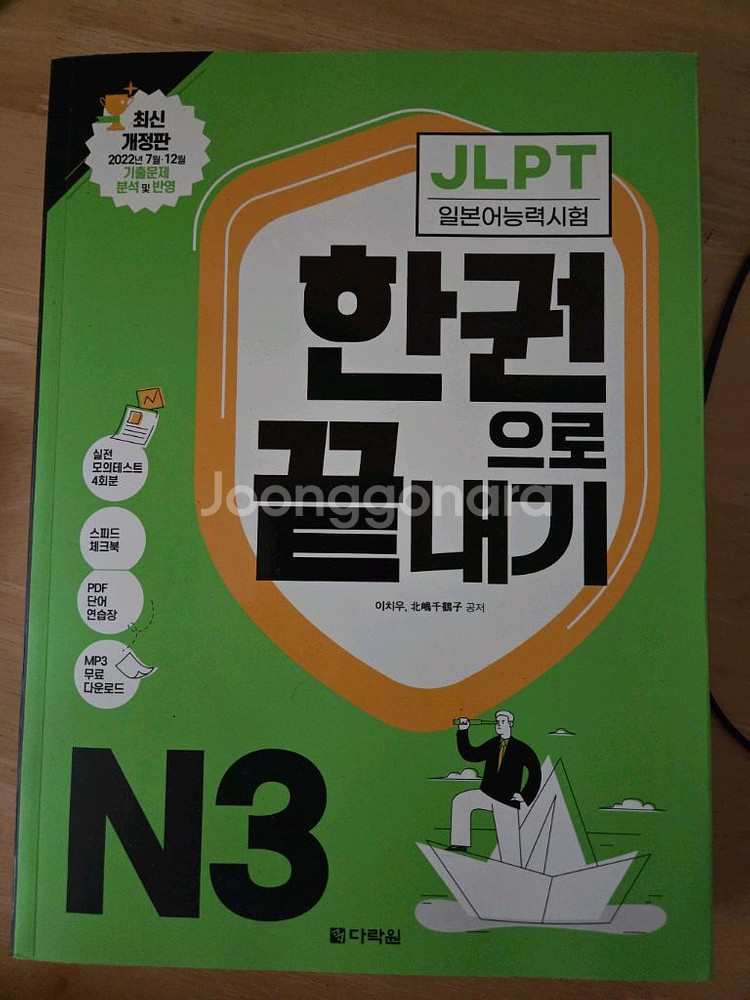 최신
개정판
2022년 7월·12월
기출문제
분석 및 반영
JLPT
일본어능력시험
한권
으로
끝내기
이치우, 北嶋千鶴子 공저
실전
모의테스트
4회분
스피드
체크북
PDF
단어
연습장
MP3
무료
다운로드
N3
다락원
Joonggonara